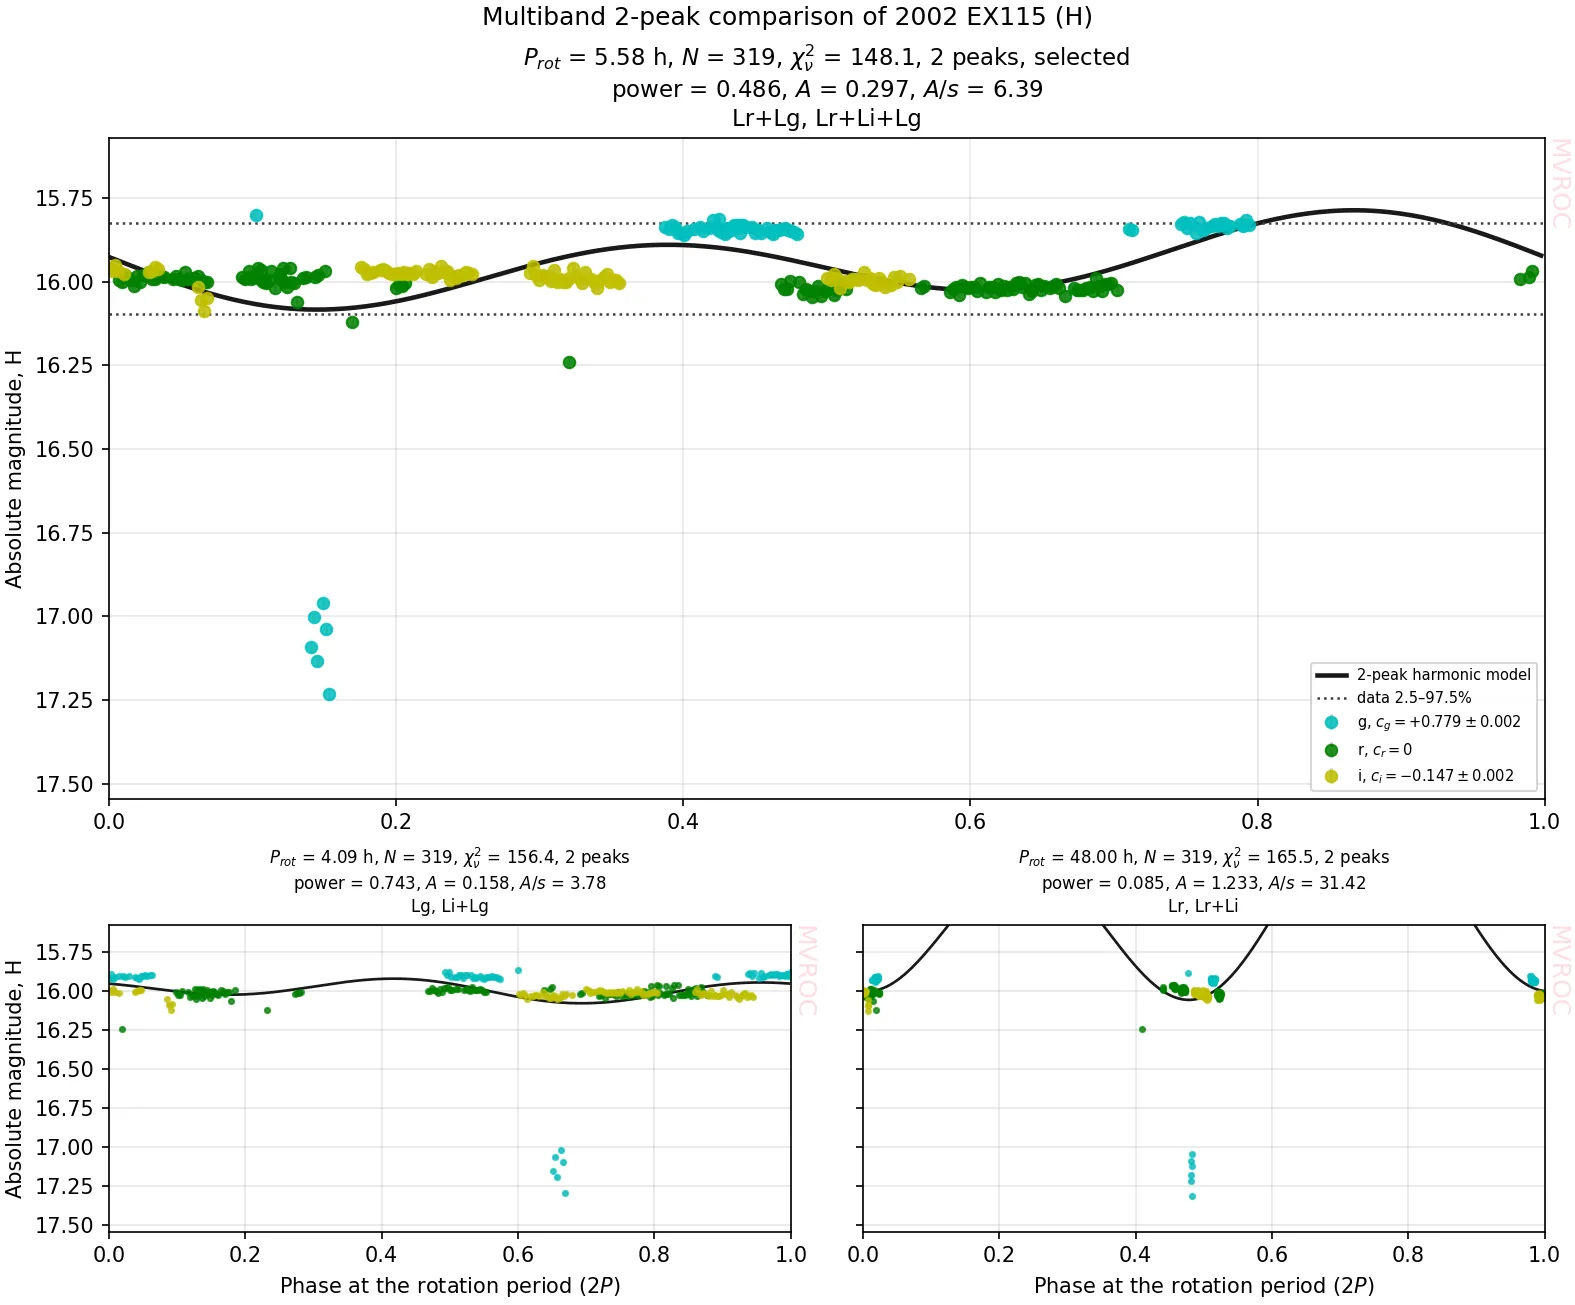 Multiband 2-peak comparison of 2002 EX115 (H)
P_rot = 5.58 h, N = 319, χ²_ν = 148.1, 2 peaks, selected
power = 0.486, A = 0.297, A/s = 6.39
Lr+Lg, Lr+Li+Lg
MVROC
Absolute magnitude, H
15.75
16.00
16.25
16.50
16.75
17.00
17.25
17.50
2-peak harmonic model
data 2.5–97.5%
g, c_g = +0.779 ± 0.002
r, c_r = 0
i, c_i = −0.147 ± 0.002
0.0 0.2 0.4 0.6 0.8 1.0
P_rot = 4.09 h, N = 319, χ²_ν = 156.4, 2 peaks
power = 0.743, A = 0.158, A/s = 3.78
Lg, Li+Lg
MVROC
Absolute magnitude, H
15.75
16.00
16.25
16.50
16.75
17.00
17.25
17.50
0.0 0.2 0.4 0.6 0.8 1.0
Phase at the rotation period (2P)
P_rot = 48.00 h, N = 319, χ²_ν = 165.5, 2 peaks
power = 0.085, A = 1.233, A/s = 31.42
Lr, Lr+Li
MVROC
0.0 0.2 0.4 0.6 0.8 1.0
Phase at the rotation period (2P)